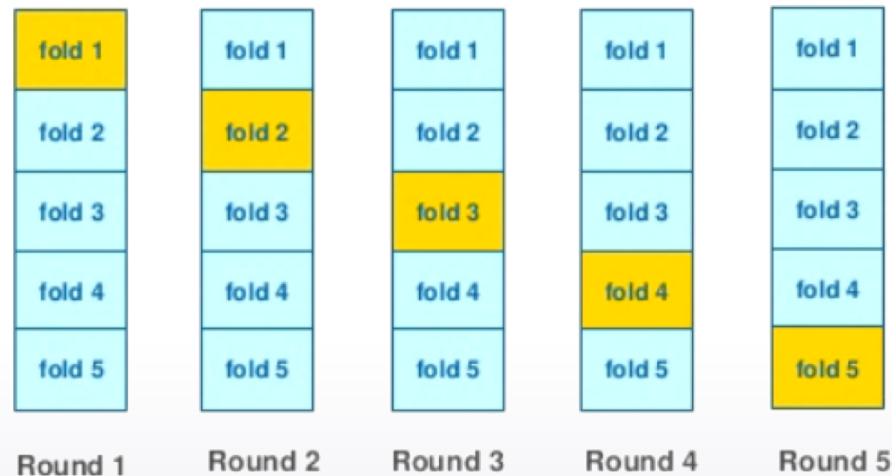 fold 1 fold 1 fold 1 fold 1 fold 1
fold 2 fold 2 fold 2 fold 2 fold 2
fold 3 fold 3 fold 3 fold 3 fold 3
fold 4 fold 4 fold 4 fold 4 fold 4
fold 5 fold 5 fold 5 fold 5 fold 5
Round 1 Round 2 Round 3 Round 4 Round 5